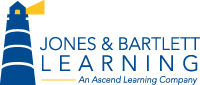 JONES & BARTLETT
LEARNING
An Ascend Learning Company